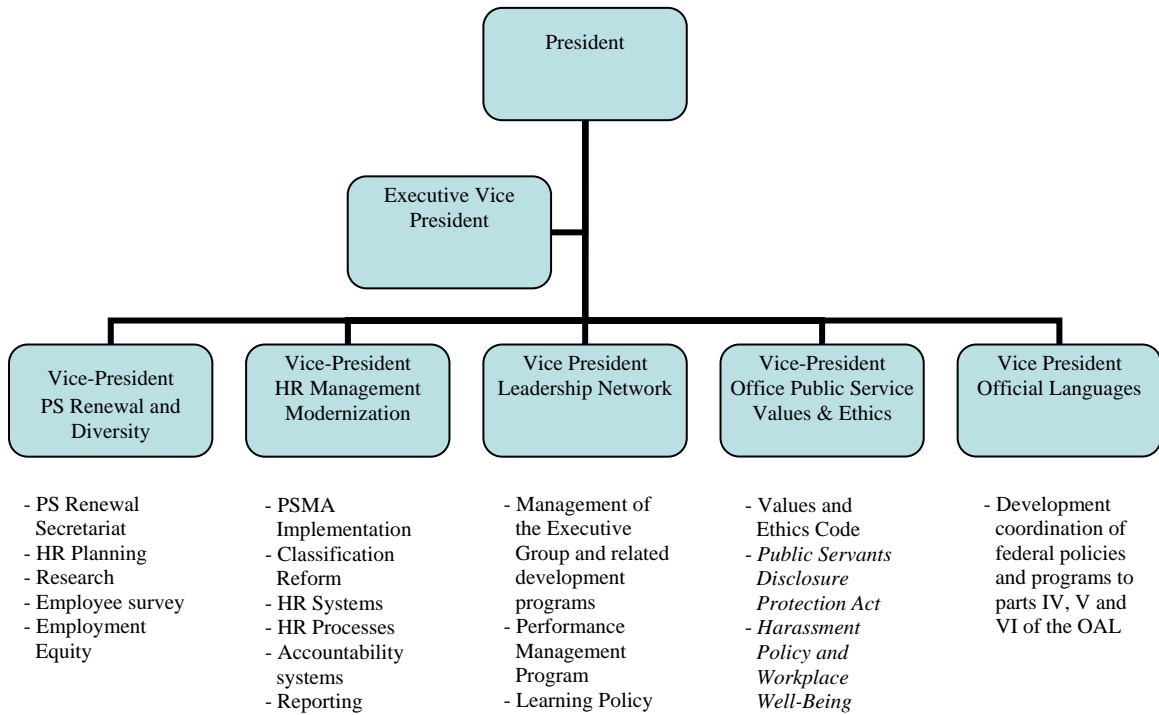 President
Executive Vice
President
Vice-President
PS Renewal and
Diversity
Vice-President
HR Management
Modernization
Vice President
Leadership Network
Vice-President
Office Public Service
Values & Ethics
Vice President
Official Languages
- PS Renewal
Secretariat
- HR Planning
- Research
- Employee survey
- Employment
Equity
- PSMA
Implementation
- Classification
Reform
- HR Systems
- HR Processes
- Accountability
systems
- Reporting
- Management of
the Executive
Group and related
development
programs
- Performance
Management
Program
- Learning Policy
- Values and
Ethics Code
- Public Servants
Disclosure
Protection Act
- Harassment
Policy and
Workplace
Well-Being
- Development
coordination of
federal policies
and programs to
parts IV, V and
VI of the OAL